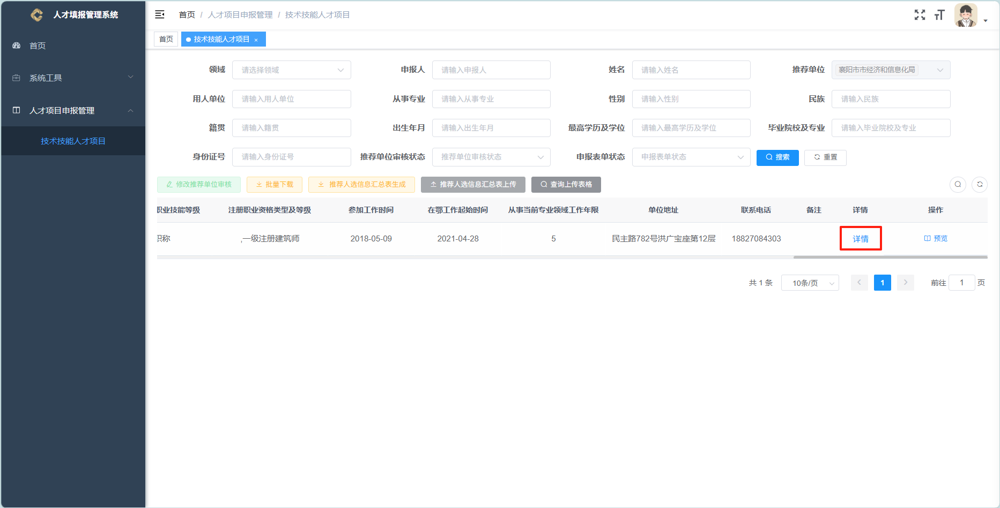 人才填报管理系统
首页 / 人才项目申报管理 / 技术技能人才项目
首页
技术技能人才项目 ×
首页
系统工具
人才项目申报管理
技术技能人才项目
领域 请选择领域 申报人 请输入申报人 姓名 请输入姓名 推荐单位 襄阳市市经济和信息化局
用人单位 请输入用人单位 从事专业 请输入从事专业 性别 请输入性别 民族 请输入民族
籍贯 请输入籍贯 出生年月 请输入出生年月 最高学历及学位 请输入最高学历及学位 毕业院校及专业 请输入毕业院校及专业
身份证号 请输入身份证号 推荐单位审核状态 推荐单位审核状态 申报表单状态 申报表单状态 搜索 重置
修改推荐单位审核 批量下载 推荐人选信息汇总表生成 推荐人选信息汇总表上传 查询上传表格
职业技能等级 注册职业资格类型及等级 参加工作时间 在鄂工作起始时间 从事当前专业领域工作年限 单位地址 联系电话 备注 详情 操作
职称 ,一级注册建筑师 2018-05-09 2021-04-28 5 民主路782号洪广宝座第12层 18827084303 详情 预览
共 1 条 10条/页 1 前往 1 页